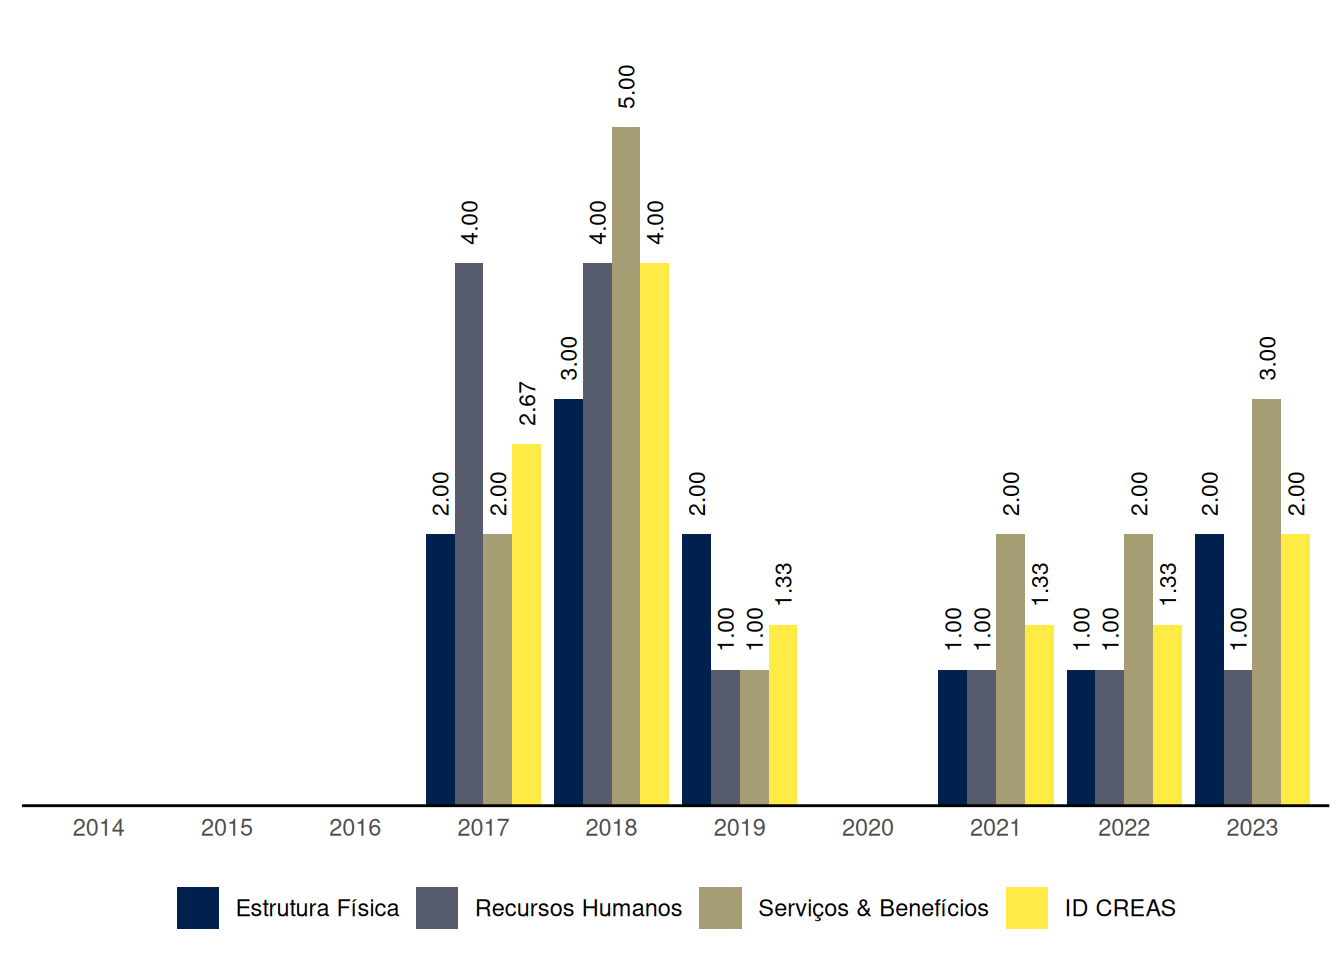 5.00
4.00 4.00 4.00
3.00 3.00
2.67
2.00 2.00 2.00 2.00 2.00 2.00 2.00
1.33 1.33 1.33
1.00 1.00 1.00 1.00 1.00 1.00 1.00
2014 2015 2016 2017 2018 2019 2020 2021 2022 2023
Estrutura Física Recursos Humanos Serviços & Benefícios ID CREAS